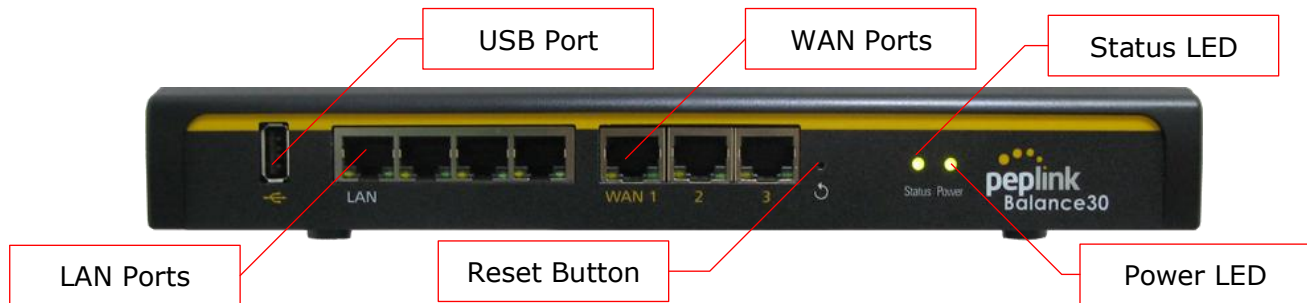 USB Port
WAN Ports
Status LED
LAN
WAN 1
2
3
Status
Power
peplink
Balance30
LAN Ports
Reset Button
Power LED